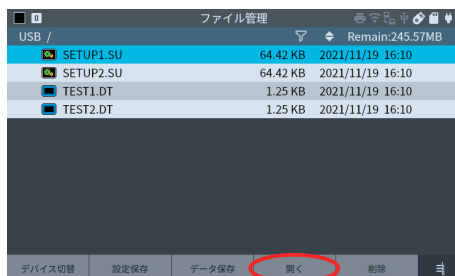 0 ファイル管理
USB / Remain:245.57MB
SETUP1.SU 64.42 KB 2021/11/19 16:10
SETUP2.SU 64.42 KB 2021/11/19 16:10
TEST1.DT 1.25 KB 2021/11/19 16:10
TEST2.DT 1.25 KB 2021/11/19 16:10
デバイス切替 設定保存 データ保存 開く 削除